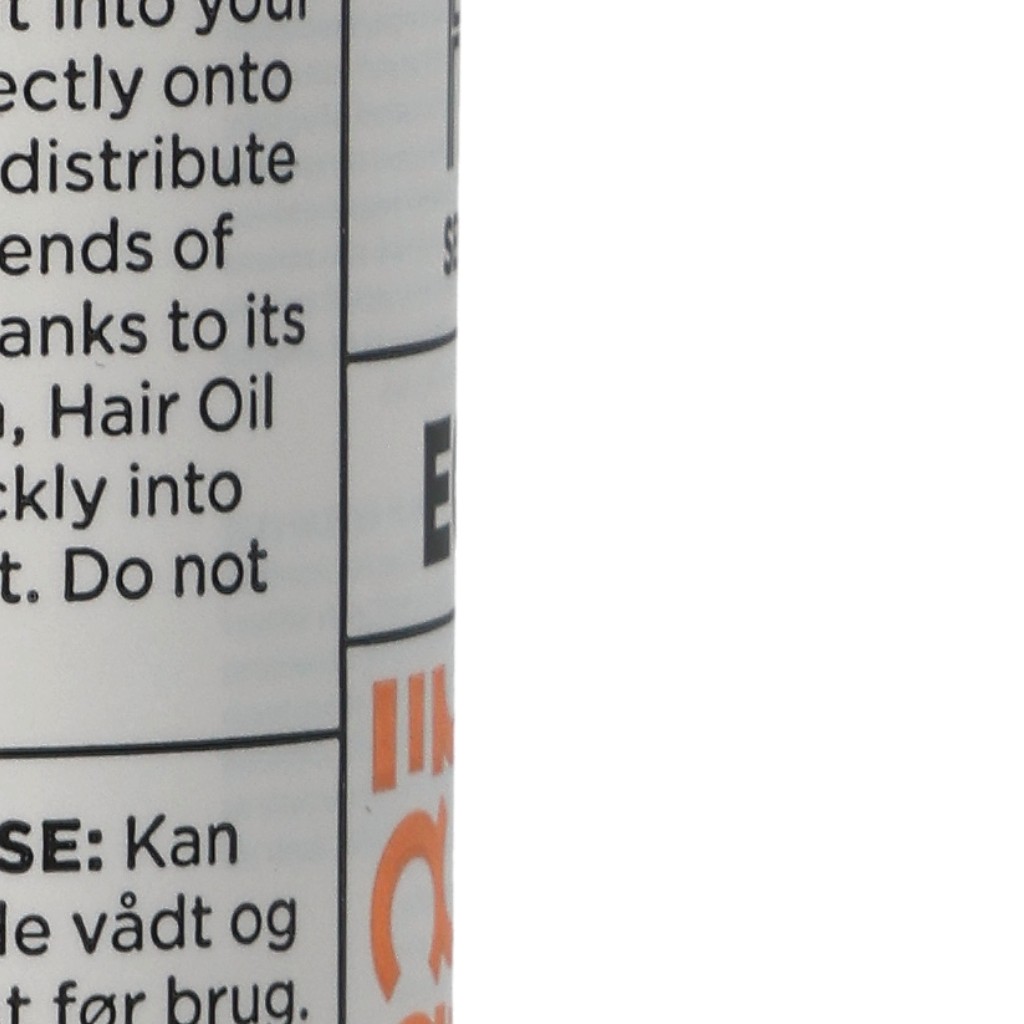 into your
ectly onto
distribute
ends of
anks to its
, Hair Oil
ckly into
t. Do not
SE: Kan
le vådt og
t før brug.